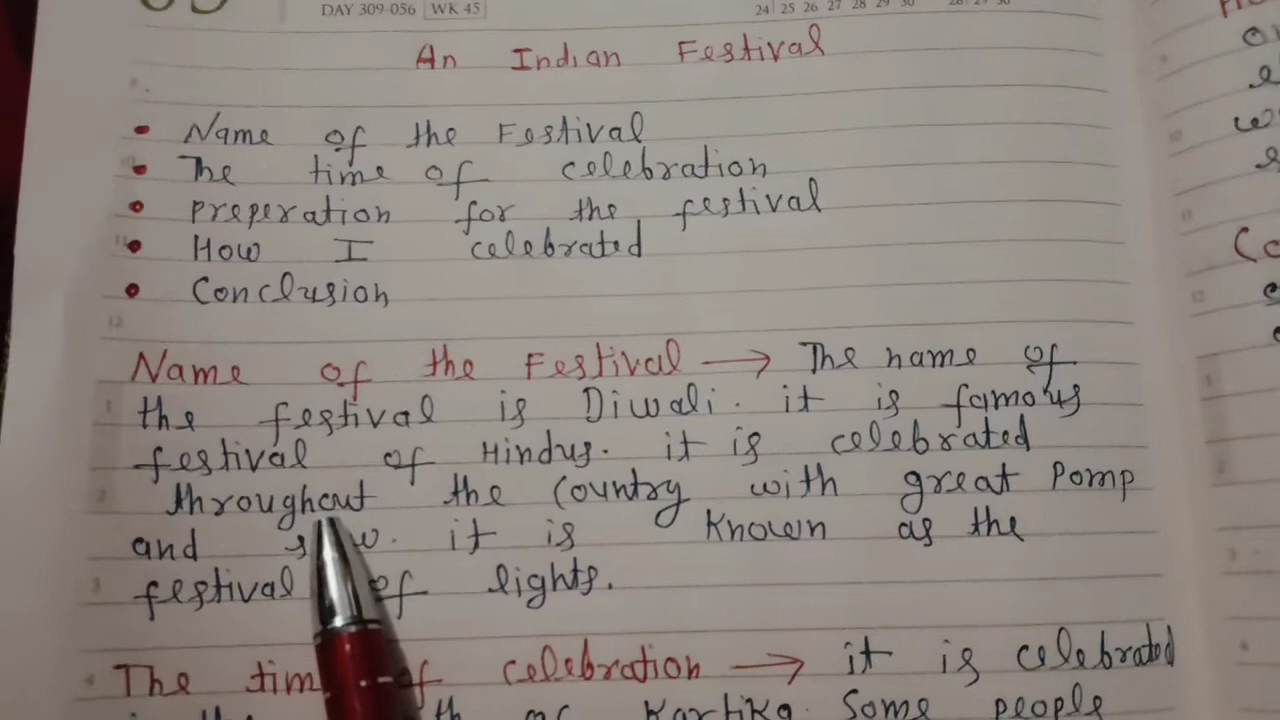 DAY 309-056 WK 45
24 25 26 27 28 29 30
An Indian Festival
• Name of the Festival
• The time of celebration
• preperation for the festival
• How I celebrated
• Conclusion
Name of the Festival → The name of
the festival is Diwali. it is famous
festival of Hindus. it is celebrated
throughout the country with great Pomp
and it is known as the
festival of lights.
The of celebration → it is celebrated
Kartika. Some people